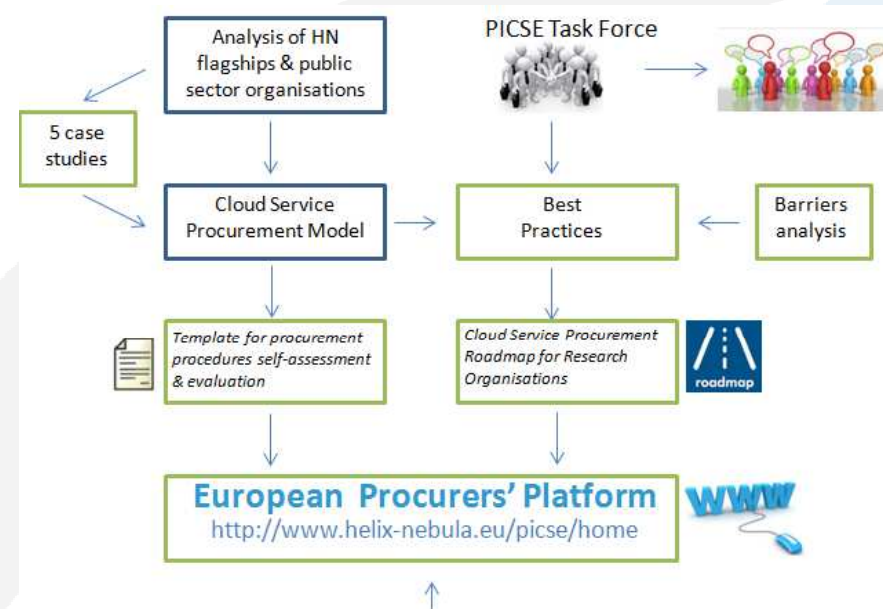 Analysis of HN
flagships & public
sector organisations
PICSE Task Force
5 case
studies
Cloud Service
Procurement Model
Best
Practices
Barriers
analysis
Template for procurement
procedures self-assessment
& evaluation
Cloud Service Procurement
Roadmap for Research
Organisations
roadmap
European Procurers' Platform
http://www.helix-nebula.eu/picse/home
WWW